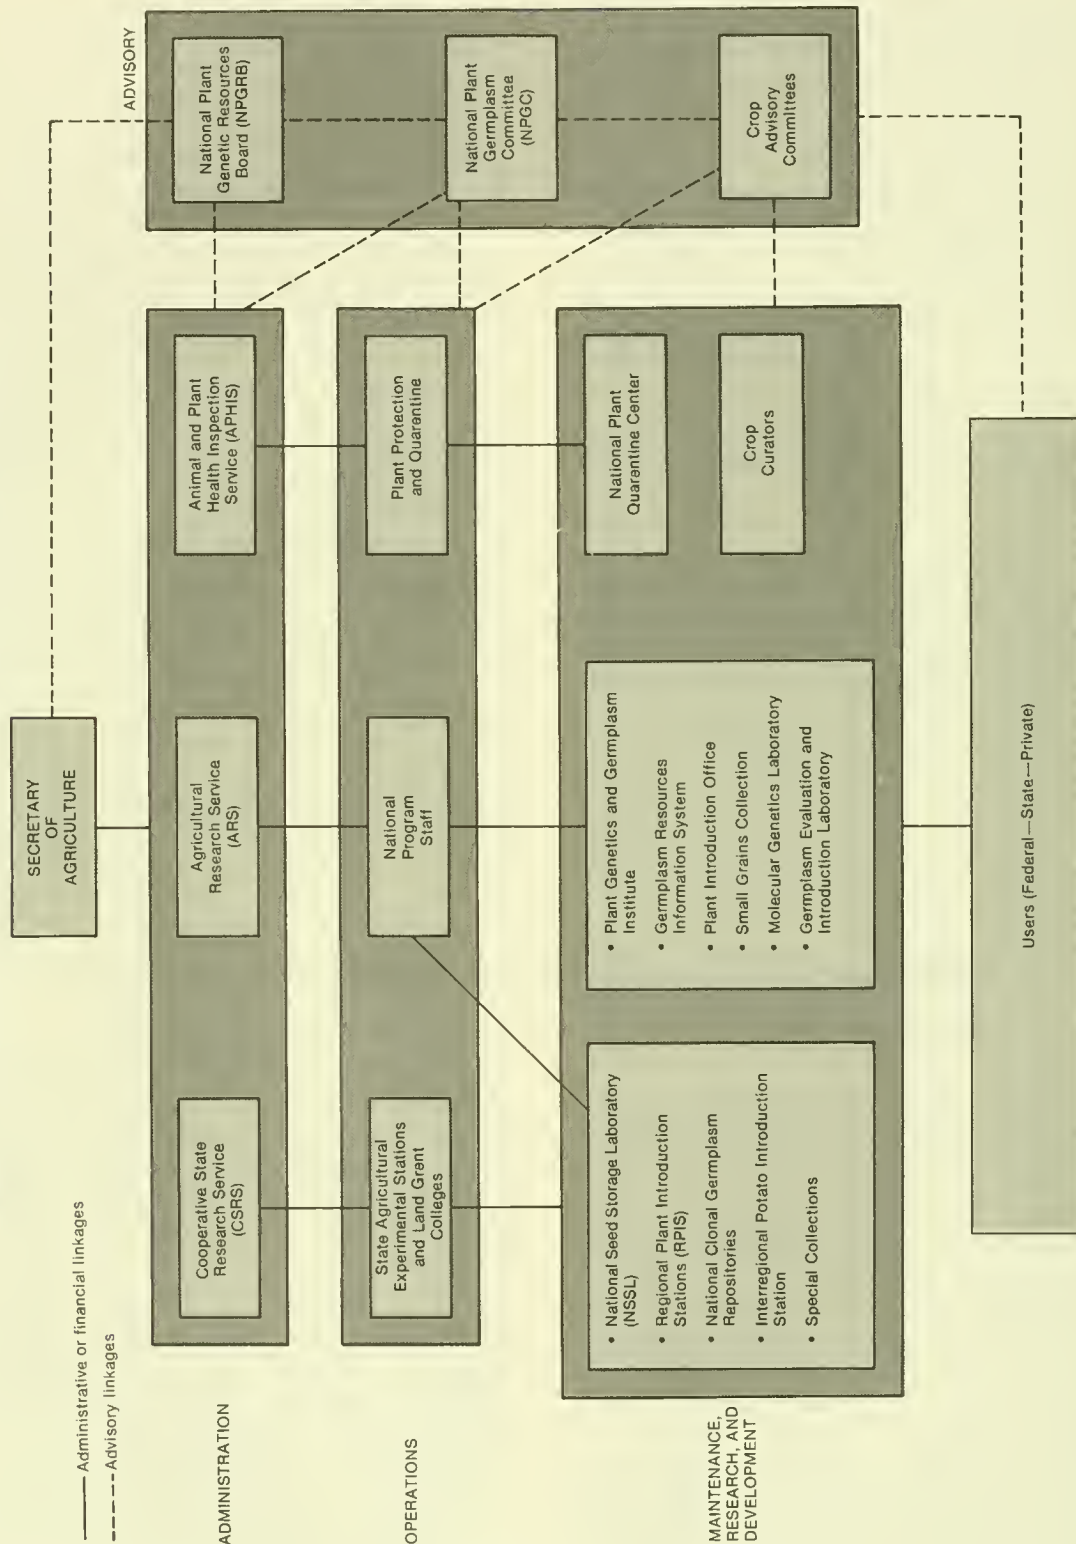 —— Administrative or financial linkages
----- Advisory linkages
SECRETARY
OF
AGRICULTURE
ADVISORY
ADMINISTRATION
Cooperative State
Research Service
(CSRS)
Agricultural
Research Service
(ARS)
Animal and Plant
Health Inspection
Service (APHIS)
National Plant
Genetic Resources
Board (NPGRB)
OPERATIONS
State Agricultural
Experimental Stations
and Land Grent
Colleges
National
Program
Staff
Plant Protection
and Quarentine
National Plant
Germplasm
Committee
(NPGC)
MAINTENANCE,
RESEARCH, AND
DEVELOPMENT
• National Seed Storage Laboratory
(NSSL)
• Regional Plant Introduction
Stations (RPIS)
• National Clonal Germplasm
Repositories
• Interregional Potato Introduction
Station
• Special Collections
• Plant Genetics and Germplasm
Institute
• Germplasm Resources
Information System
• Plant Introduction Office
• Small Grains Collection
• Molecular Genetics Laboratory
• Germplasm Evaluation and
Introduction Laboratory
National Plant
Quarentine Center
Crop
Curators
Crop
Advisory
Committees
Users (Federal—State—Private)